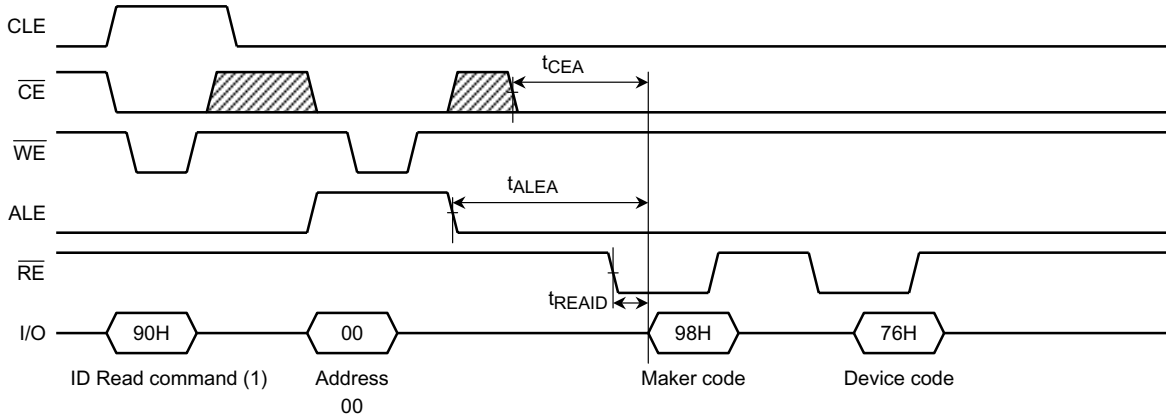 CLE
CE
tCEA
WE
ALE
tALEA
RE
tREAID
I/O
90H
00
98H
76H
ID Read command (1)
Address
00
Maker code
Device code